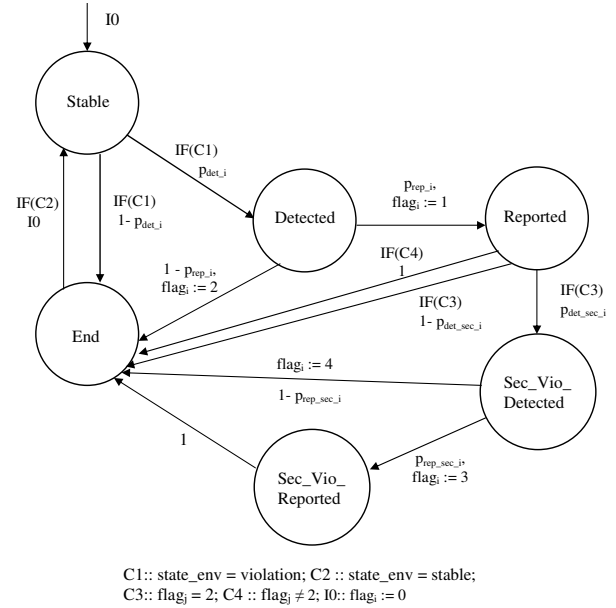 I0
Stable
IF(C1)
p_det_i
IF(C2)
I0
IF(C1)
1- p_det_i
Detected
p_rep_i,
flag_i := 1
Reported
1 - p_rep_i,
flag_i := 2
IF(C4)
1
IF(C3)
1- p_det_sec_i
IF(C3)
p_det_sec_i
End
flag_i := 4
1- p_rep_sec_i
Sec_Vio_
Detected
1
Sec_Vio_
Reported
p_rep_sec_i,
flag_i := 3
C1:: state_env = violation; C2 :: state_env = stable;
C3:: flag_j = 2; C4 :: flag_j ≠ 2; I0:: flag_i := 0